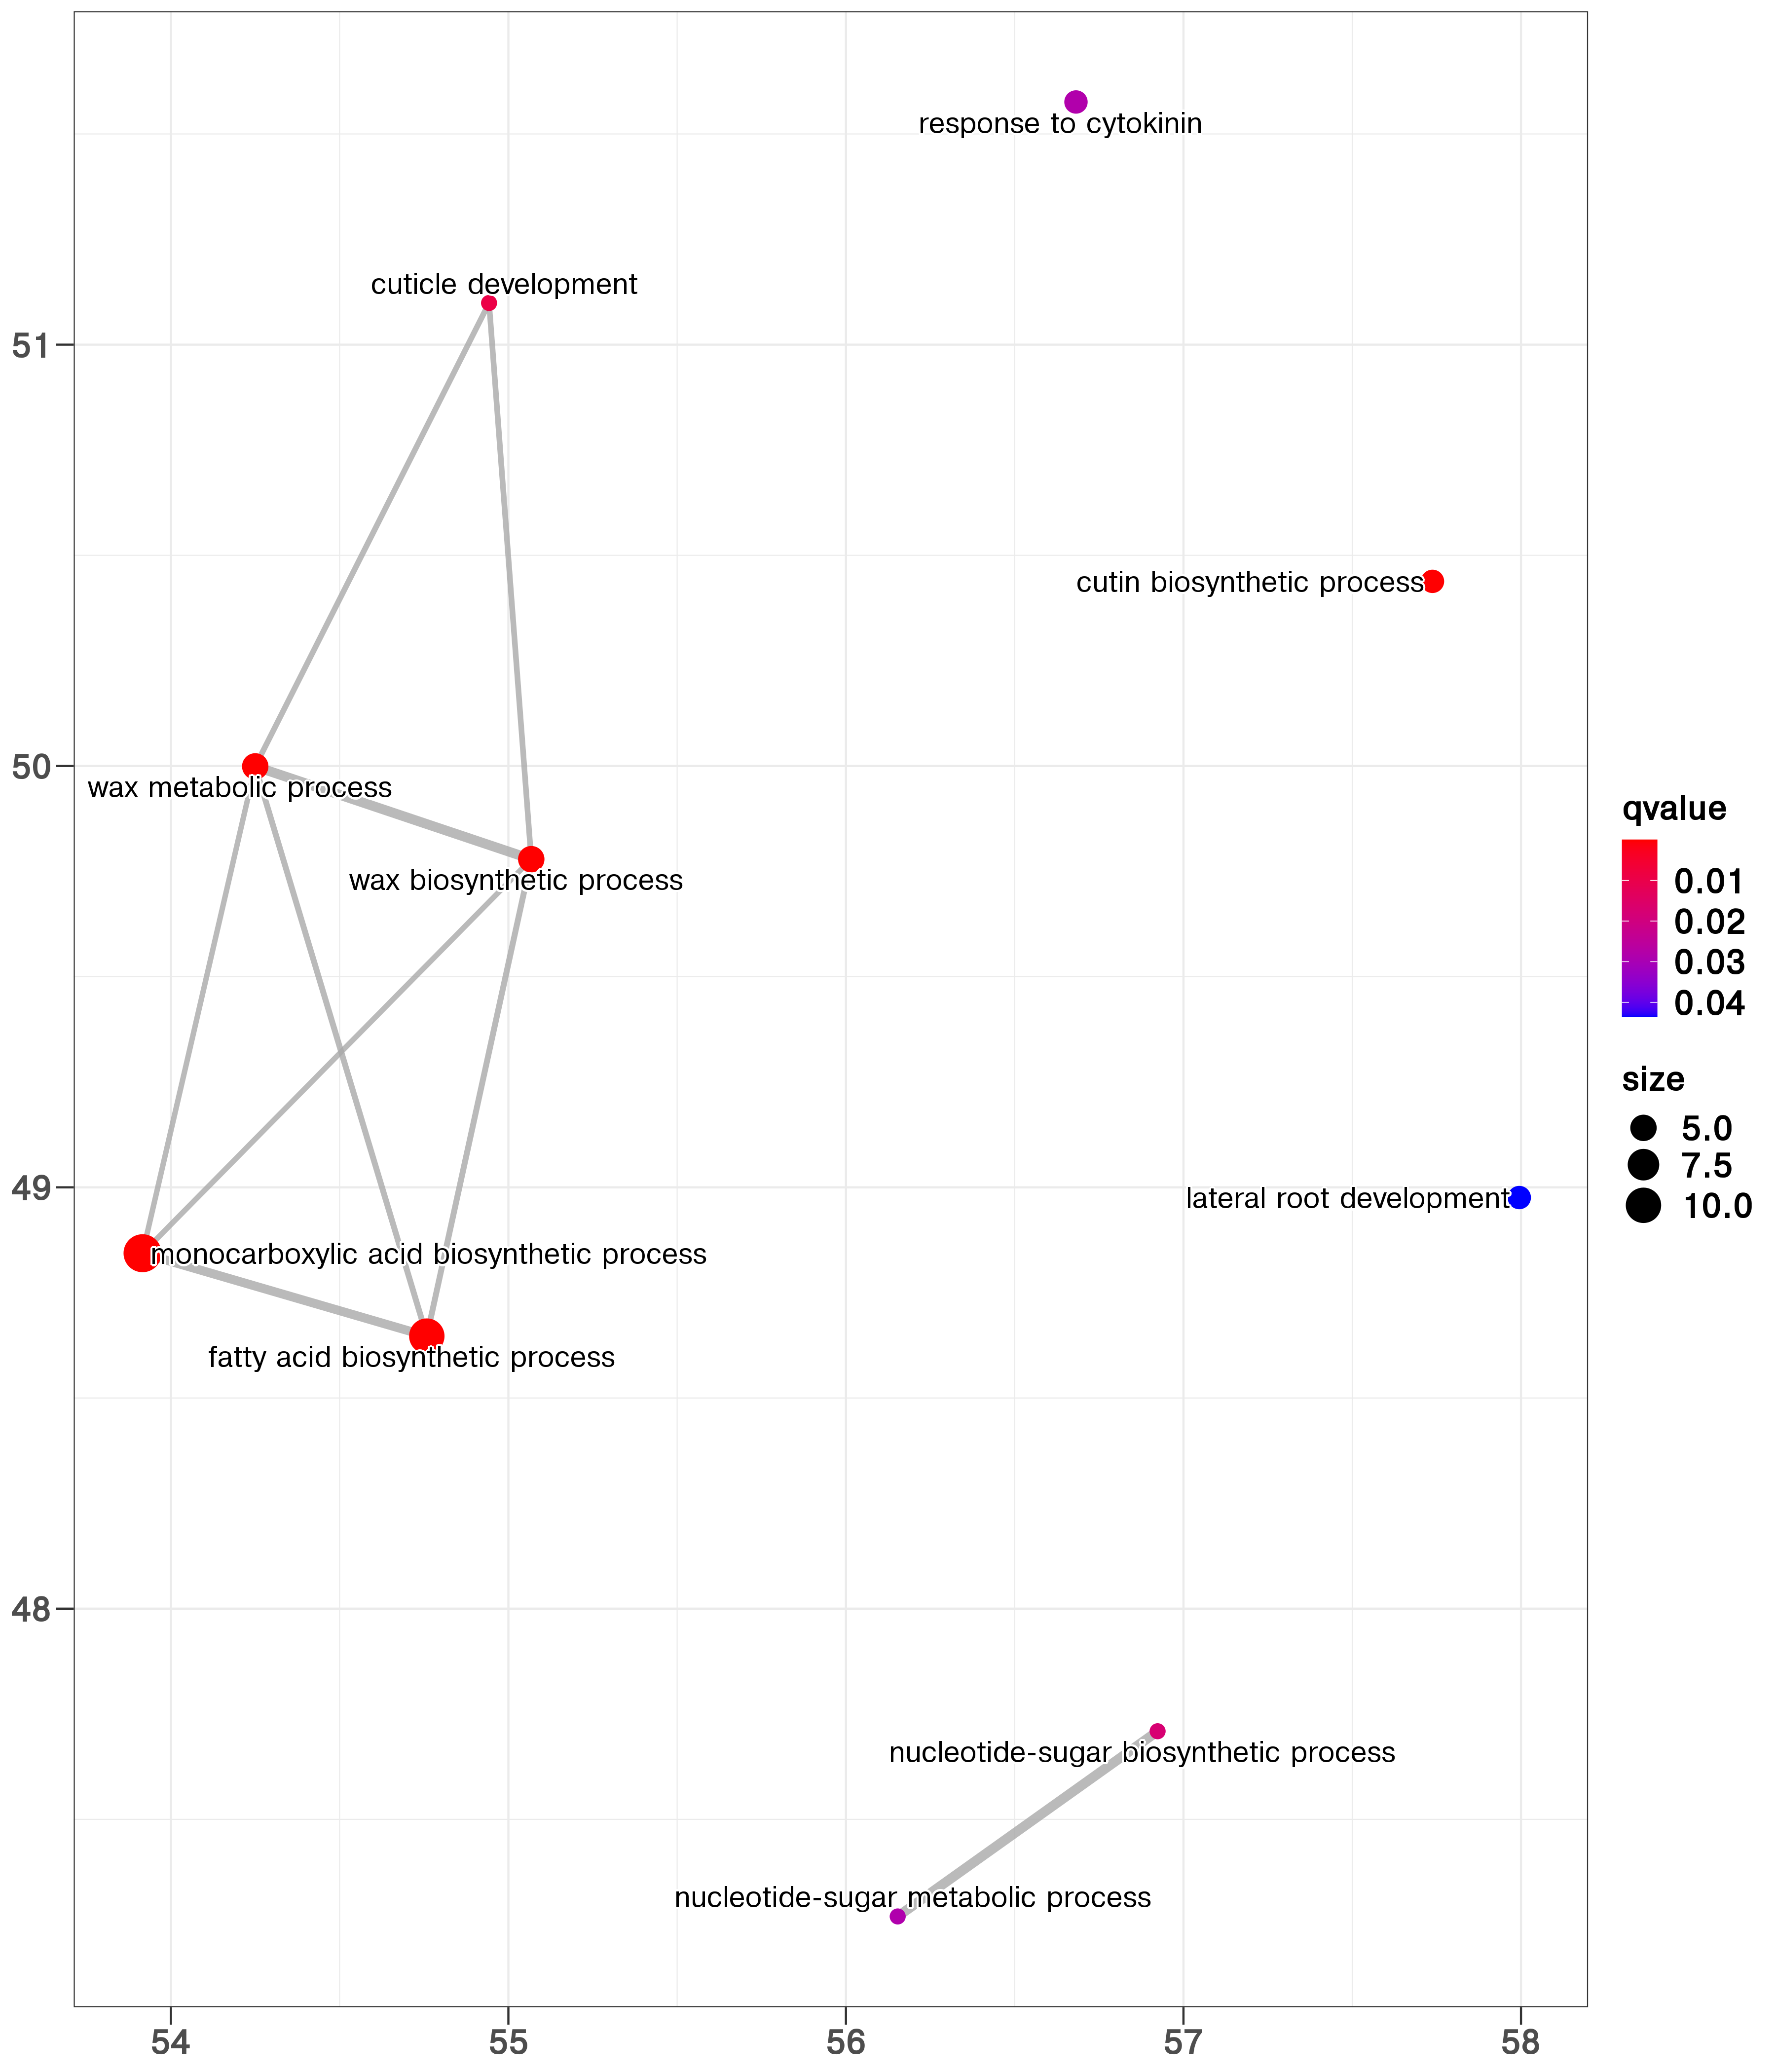 response to cytokinin
cuticle development
51
cutin biosynthetic process
50
wax metabolic process
wax biosynthetic process
49
lateral root development
monocarboxylic acid biosynthetic process
fatty acid biosynthetic process
48
nucleotide-sugar biosynthetic process
nucleotide-sugar metabolic process
54 55 56 57 58
qvalue
0.01
0.02
0.03
0.04
size
5.0
7.5
10.0